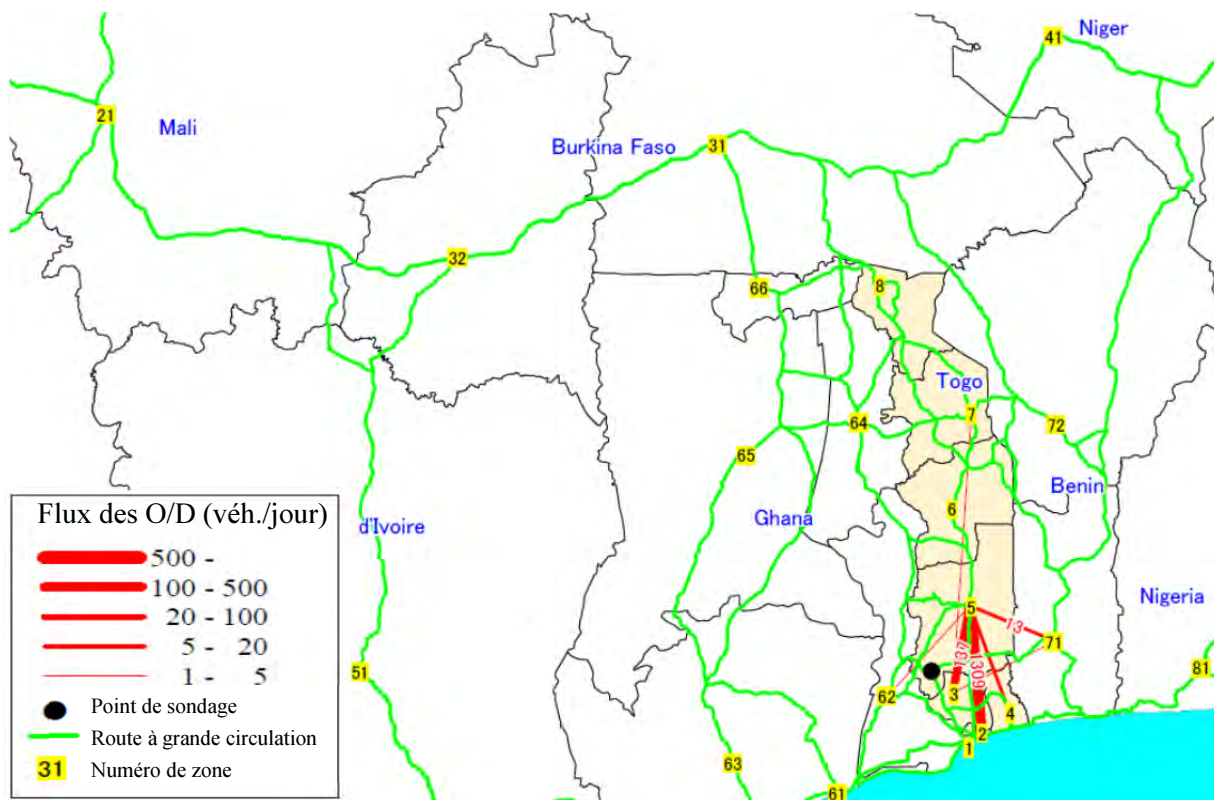 Niger
41
21
Mali
Burkina Faso
31
32
66
8
Togo
7
64
72
65
Benin
6
Ghana
d'Ivoire
Nigeria
5
13
71
81
137
51
62
3
4
2
1
63
61
Flux des O/D (véh./jour)
500 -
100 - 500
20 - 100
5 - 20
1 - 5
Point de sondage
Route à grande circulation
31 Numéro de zone